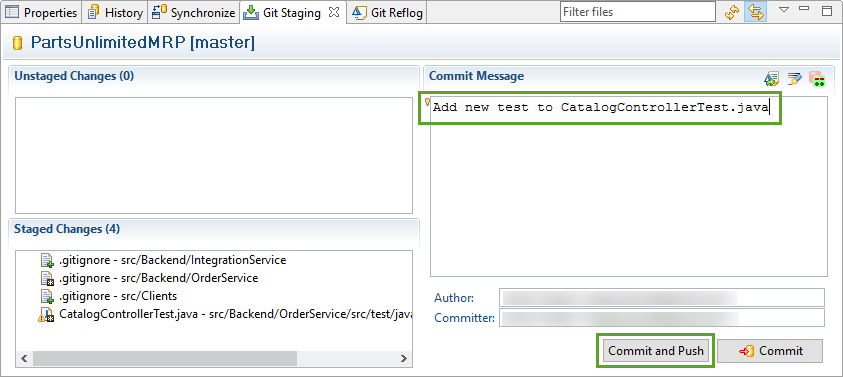 Properties History Synchronize Git Staging Git Reflog Filter files
PartsUnlimitedMRP [master]
Unstaged Changes (0)
Commit Message
Add new test to CatalogControllerTest.java
Staged Changes (4)
.gitignore - src/Backend/IntegrationService
.gitignore - src/Backend/OrderService
.gitignore - src/Clients
CatalogControllerTest.java - src/Backend/OrderService/src/test/java
Author:
Committer:
Commit and Push Commit